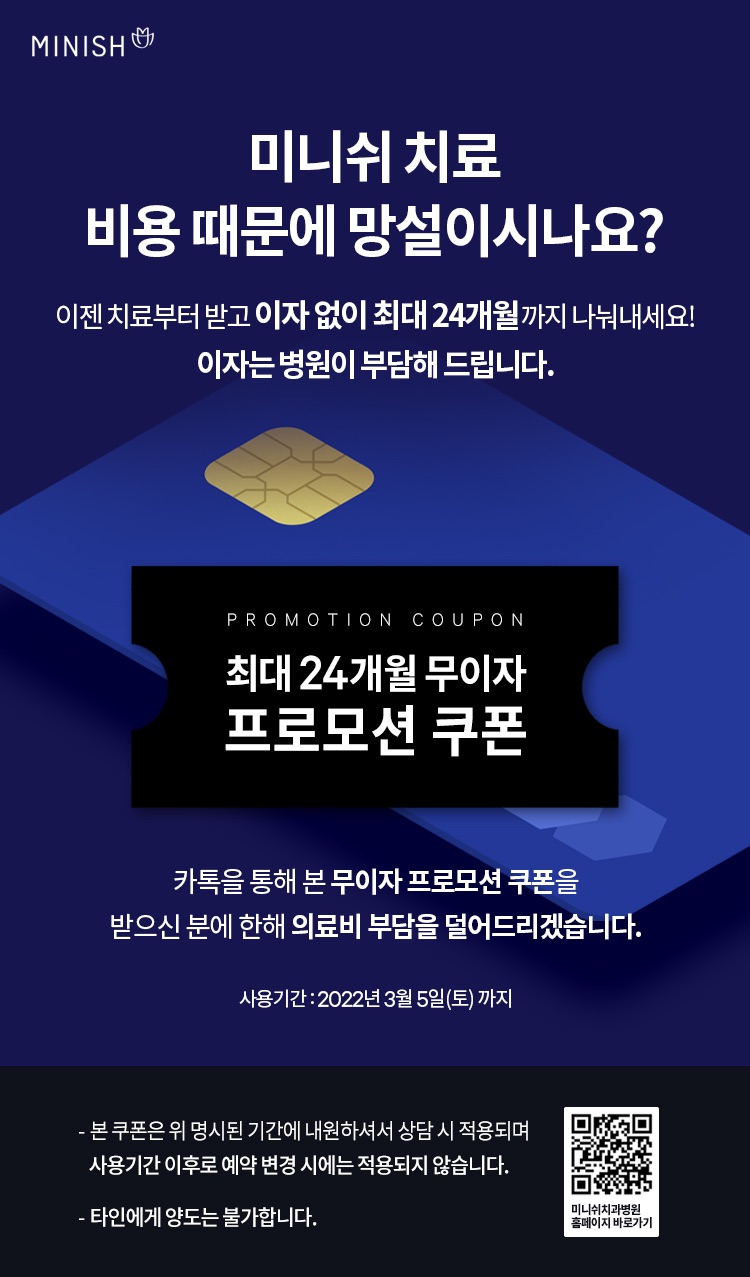 MINISH
미니쉬 치료
비용 때문에 망설이시나요?
이젠 치료부터 받고 이자 없이 최대 24개월까지 나눠내세요!
이자는 병원이 부담해 드립니다.
PROMOTION COUPON
최대 24개월 무이자
프로모션 쿠폰
카톡을 통해 본 무이자 프로모션 쿠폰을
받으신 분에 한해 의료비 부담을 덜어드리겠습니다.
사용기간 : 2022년 3월 5일(토) 까지
- 본 쿠폰은 위 명시된 기간에 내원하셔서 상담 시 적용되며
사용기간 이후로 예약 변경 시에는 적용되지 않습니다.
- 타인에게 양도는 불가합니다.
미니쉬치과병원
홈페이지 바로가기